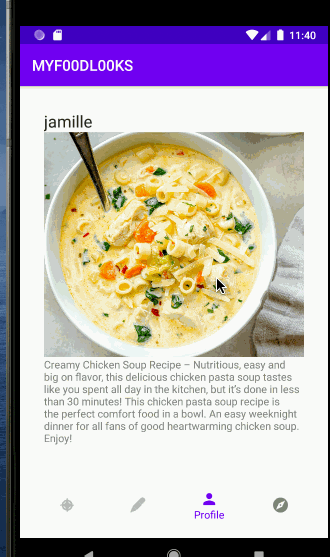 11:40
MYF00DL00KS
jamille
Creamy Chicken Soup Recipe – Nutritious, easy and
big on flavor, this delicious chicken pasta soup tastes
like you spent all day in the kitchen, but it's done in less
than 30 minutes! This chicken pasta soup recipe is
the perfect comfort food in a bowl. An easy weeknight
dinner for all fans of good heartwarming chicken soup.
Enjoy!
Profile